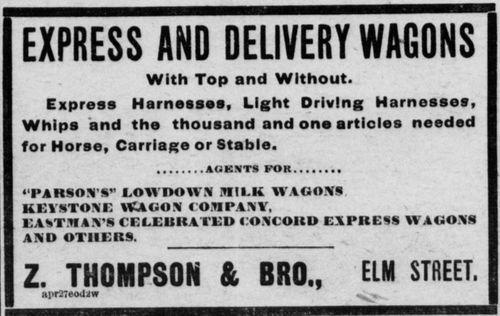 EXPRESS AND DELIVERY WAGONS
With Top and Without.
Express Harnesses, Light Driving Harnesses,
Whips and the thousand and one articles needed
for Horse, Carriage or Stable.
........AGENTS FOR........
"PARSON'S" LOWDOWN MILK WAGONS
KEYSTONE WAGON COMPANY,
EASTMAN'S CELEBRATED CONCORD EXPRESS WAGONS
AND OTHERS.
Z. THOMPSON & BRO., ELM STREET.
apr27eod2w